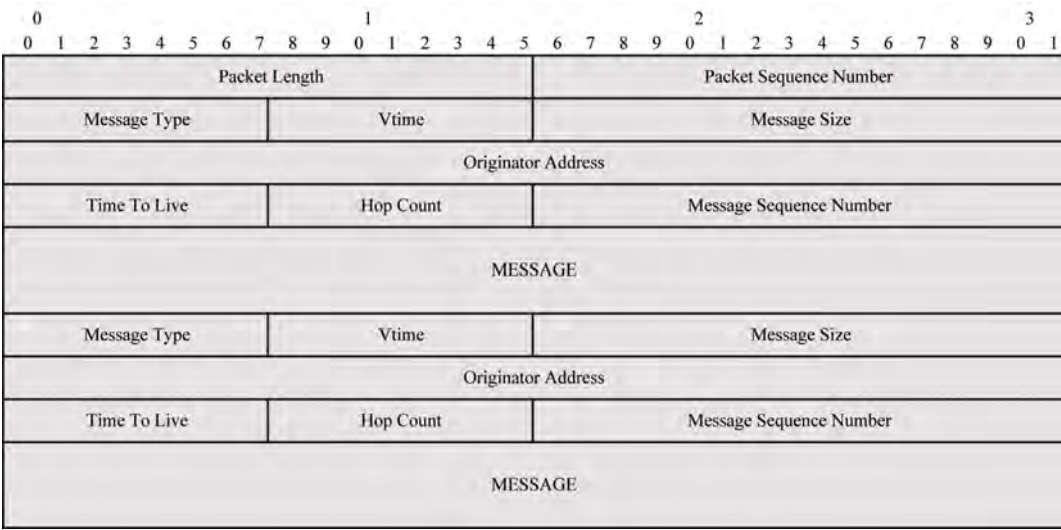 0 1 2 3
0 1 2 3 4 5 6 7 8 9 0 1 2 3 4 5 6 7 8 9 0 1 2 3 4 5 6 7 8 9 0 1
Packet Length Packet Sequence Number
Message Type Vtime Message Size
Originator Address
Time To Live Hop Count Message Sequence Number
MESSAGE
Message Type Vtime Message Size
Originator Address
Time To Live Hop Count Message Sequence Number
MESSAGE